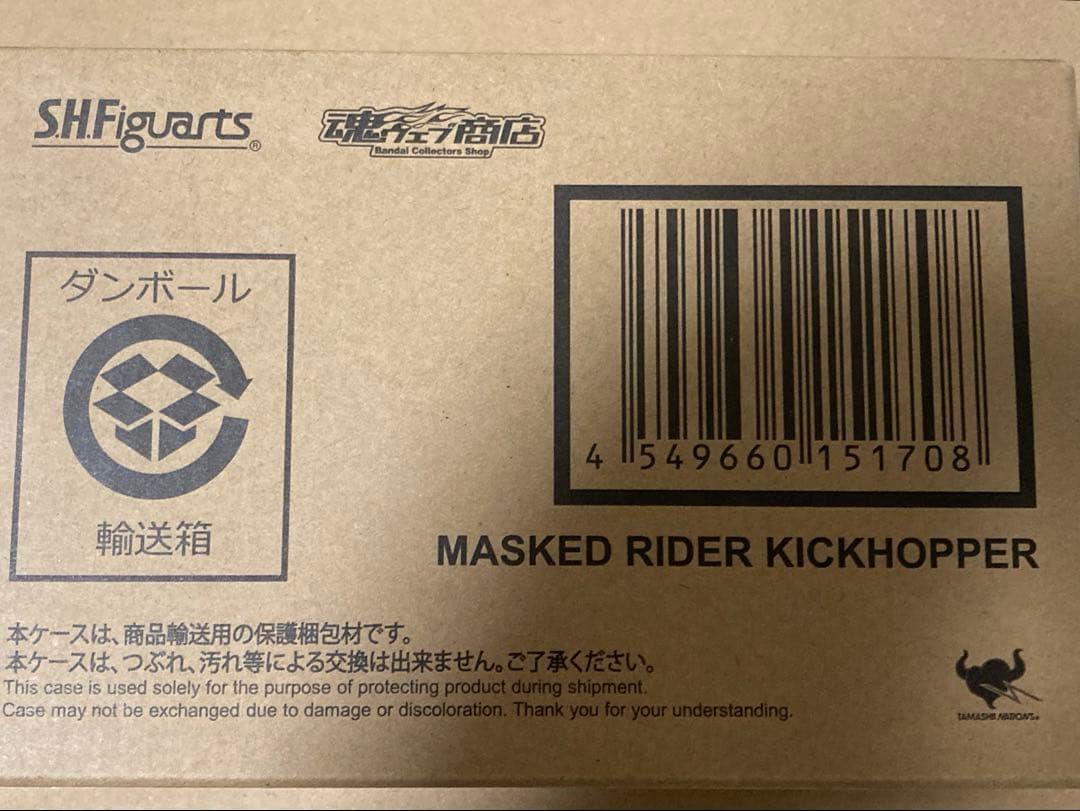 S.H.Figuarts®
魂ウェブ商店
Bandai Collectors Shop
ダンボール
輸送箱
4 549660 151708
MASKED RIDER KICKHOPPER
本ケースは、商品輸送用の保護梱包材です。
本ケースは、つぶれ、汚れ等による交換は出来ません。ご了承ください。
This case is used solely for the purpose of protecting product during shipment.
Case may not be exchanged due to damage or discoloration. Thank you for your understanding.
TAMASHII NATIONS